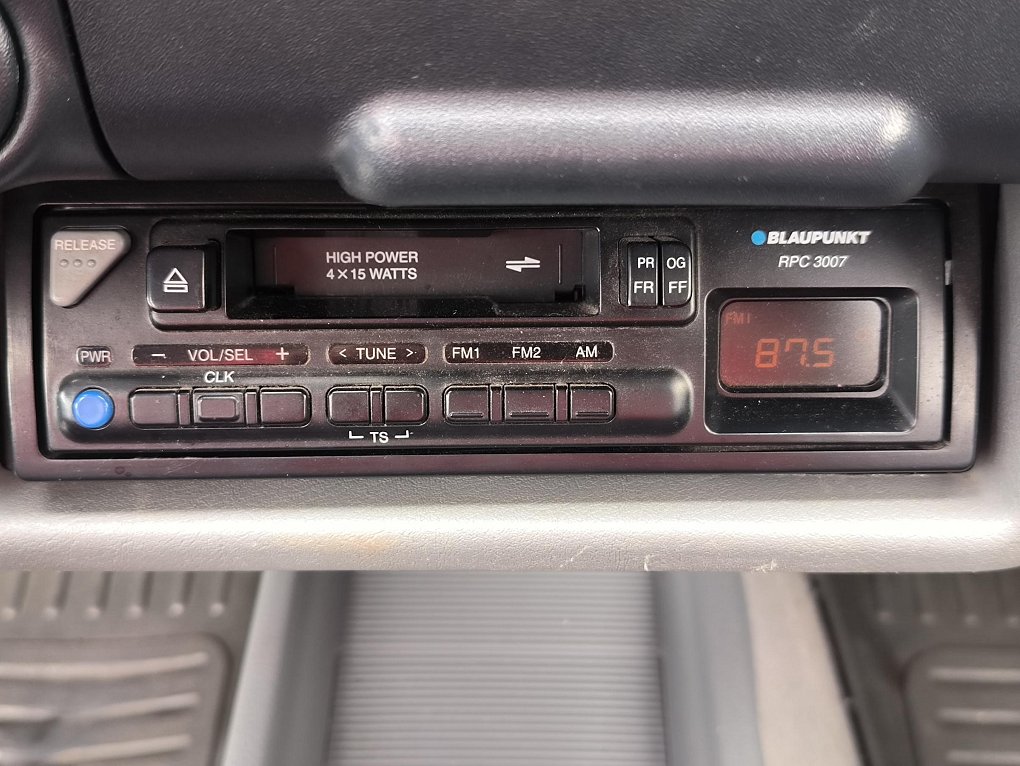 RELEASE
HIGH POWER
4×15 WATTS
PR OG
FR FF
BLAUPUNKT
RPC 3007
FM1
87.5
PWR
− VOL/SEL +
< TUNE >
FM1 FM2 AM
CLK
TS